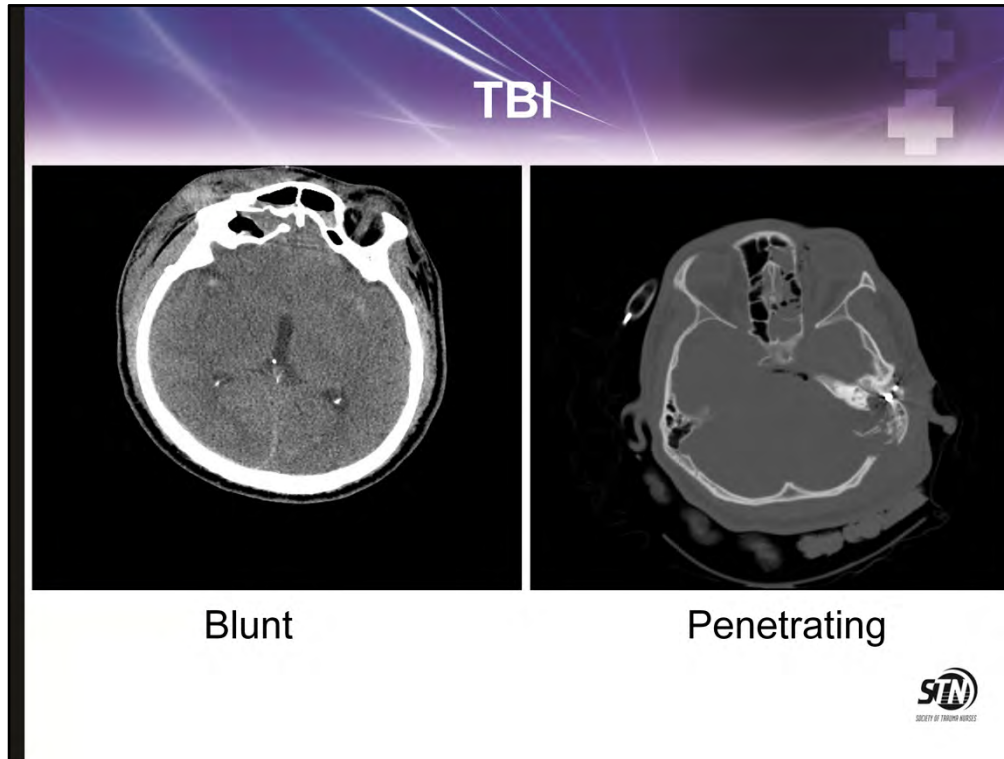 TBI
Blunt
Penetrating
STN
SOCIETY OF TRAUMA NURSES